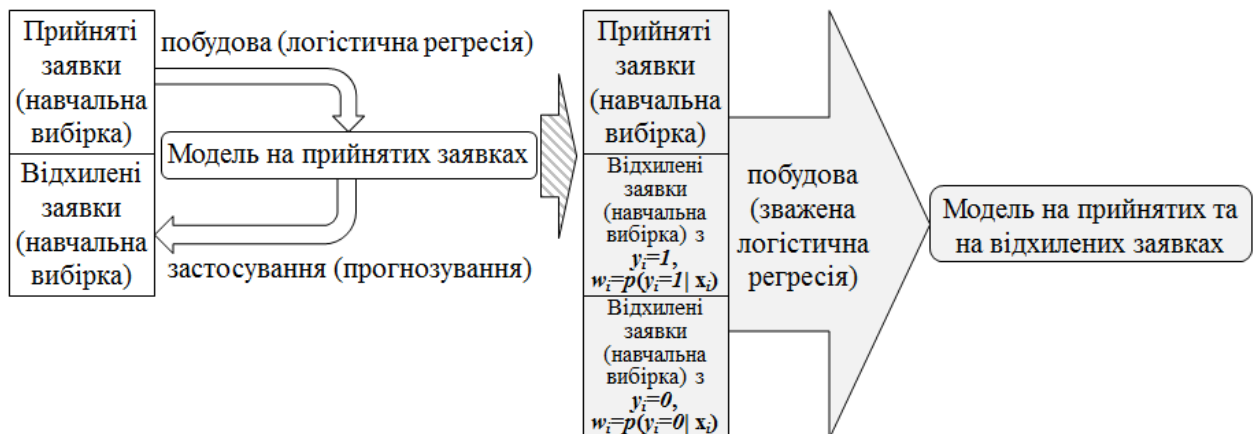 Прийняті
заявки
(навчальна
вибірка)
Відхилені
заявки
(навчальна
вибірка)
побудова (логістична регресія)
Модель на прийнятих заявках
застосування (прогнозування)
Прийняті
заявки
(навчальна
вибірка)
Відхилені
заявки
(навчальна
вибірка) з
yᵢ=1,
wᵢ=p(yᵢ=1| xᵢ)
Відхилені
заявки
(навчальна
вибірка) з
yᵢ=0,
wᵢ=p(yᵢ=0| xᵢ)
побудова
(зважена
логістична
регресія)
Модель на прийнятих та
на відхилених заявках